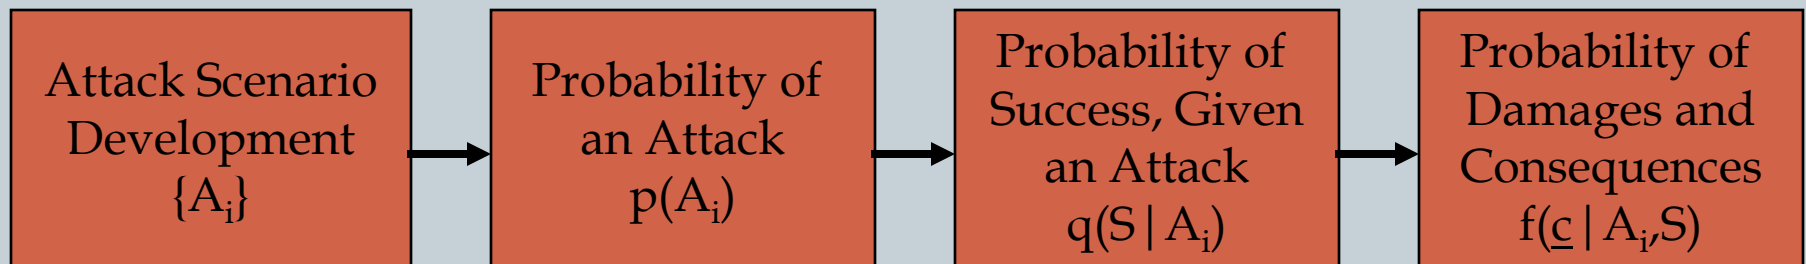 Attack Scenario
Development
{Aᵢ}
Probability of
an Attack
p(Aᵢ)
Probability of
Success, Given
an Attack
q(S|Aᵢ)
Probability of
Damages and
Consequences
f(c|Aᵢ,S)